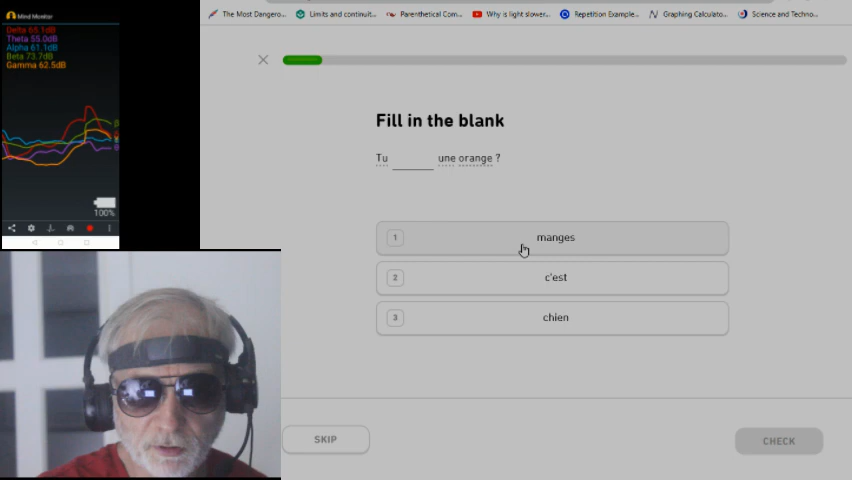 Mind Monitor
Delta 65.1dB
Theta 55.0dB
Alpha 61.1dB
Beta 73.7dB
Gamma 62.5dB
100%
The Most Dangero...
Limits and continuit...
Parenthetical Com...
Why is light slower...
Repetition Example...
Graphing Calculato...
Science and Techno...
Fill in the blank
Tu ______ une orange ?
1 manges
2 c'est
3 chien
SKIP
CHECK